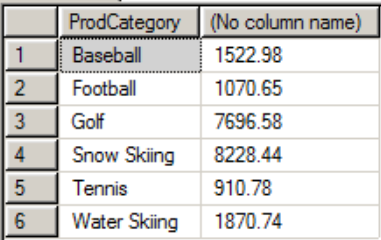 ProdCategory (No column name)
1 Baseball 1522.98
2 Football 1070.65
3 Golf 7696.58
4 Snow Skiing 8228.44
5 Tennis 910.78
6 Water Skiing 1870.74